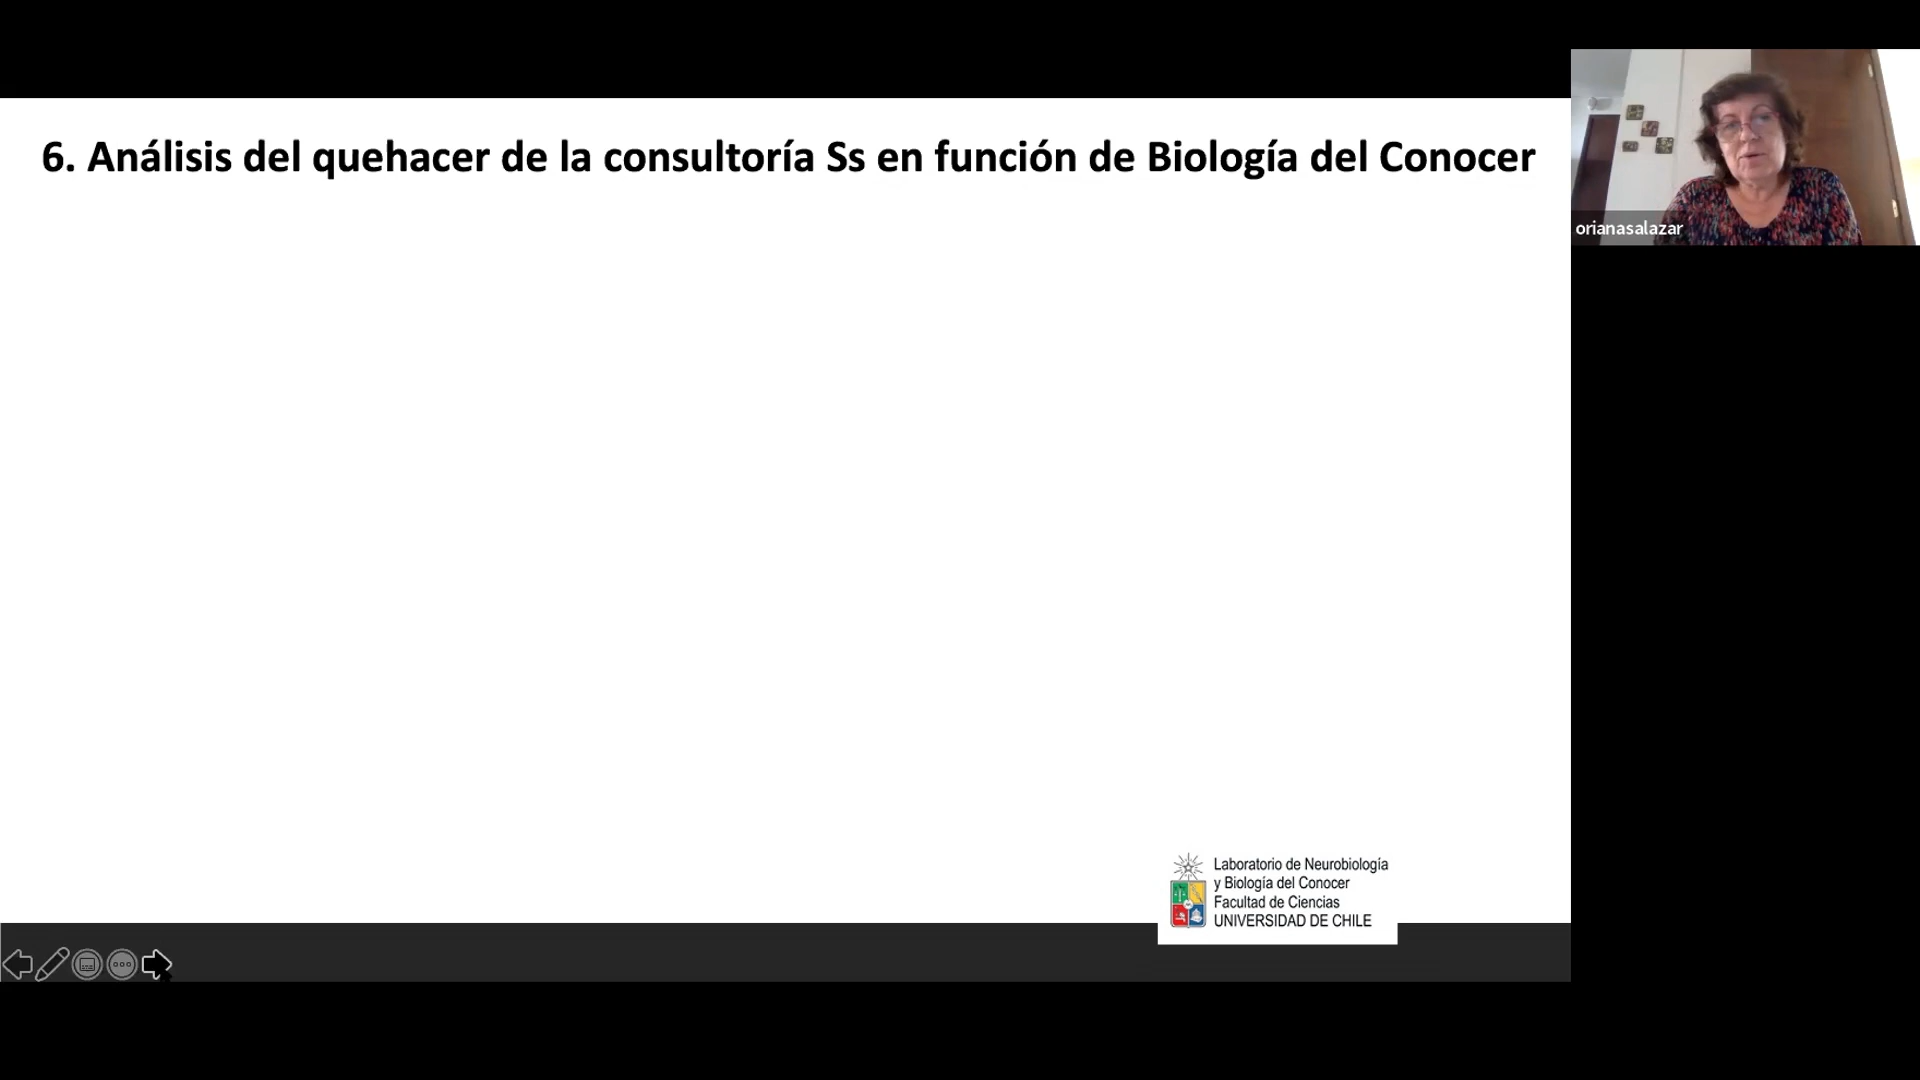 6. Análisis del quehacer de la consultoría Ss en función de Biología del Conocer
orianasalazar
Laboratorio de Neurobiología
y Biología del Conocer
Facultad de Ciencias
UNIVERSIDAD DE CHILE